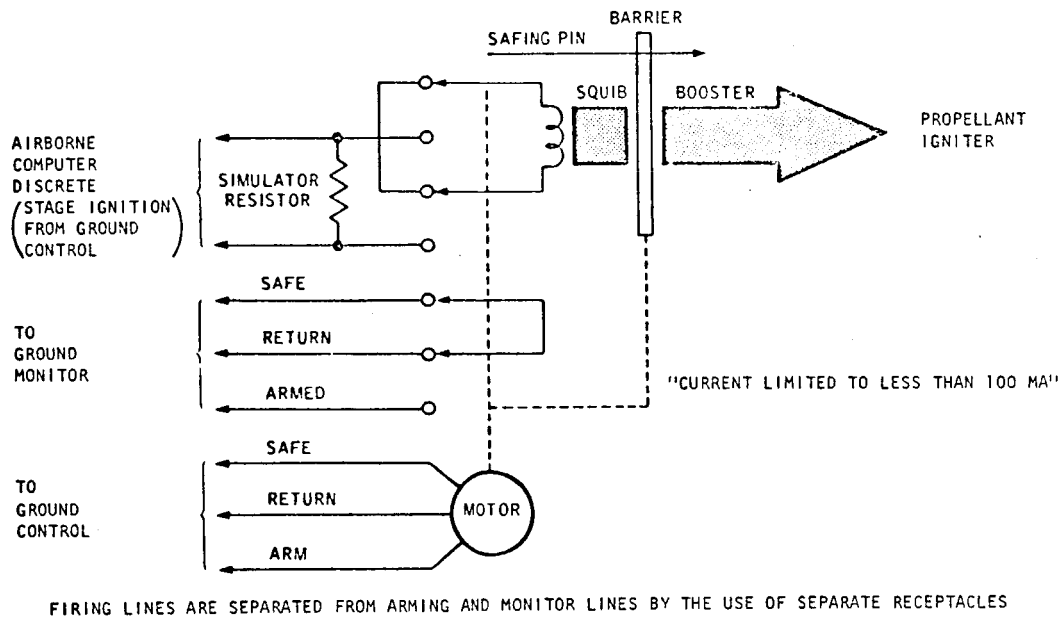 BARRIER
SAFING PIN
SQUIB
BOOSTER
PROPELLANT
IGNITER
AIRBORNE
COMPUTER
DISCRETE
(STAGE IGNITION
FROM GROUND
CONTROL)
SIMULATOR
RESISTOR
SAFE
TO
GROUND
MONITOR
RETURN
ARMED
"CURRENT LIMITED TO LESS THAN 100 MA"
SAFE
TO
GROUND
CONTROL
RETURN
MOTOR
ARM
FIRING LINES ARE SEPARATED FROM ARMING AND MONITOR LINES BY THE USE OF SEPARATE RECEPTACLES